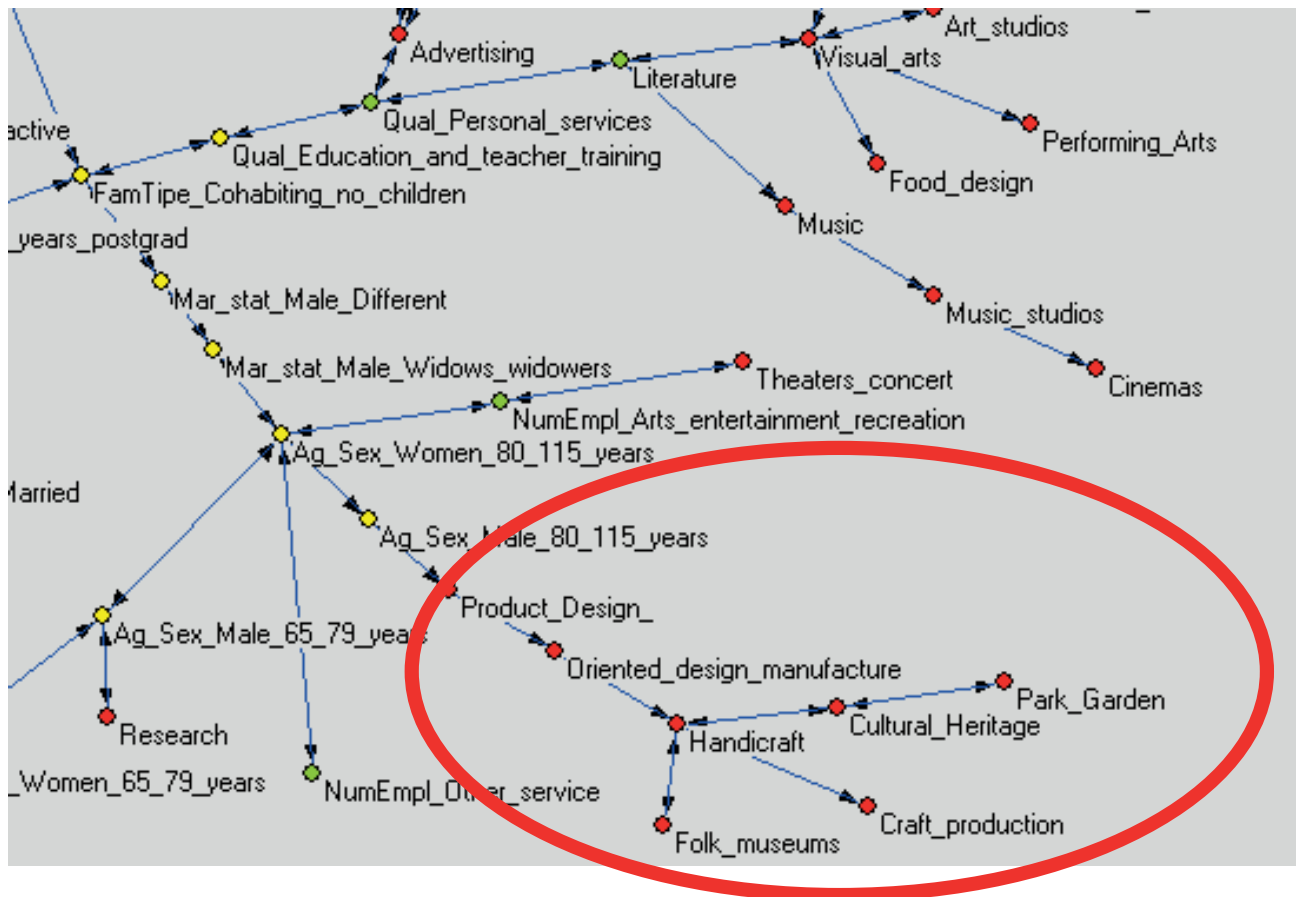 Art_studios
Advertising
Visual_arts
Literature
Qual_Personal_services
active
Performing_Arts
Qual_Education_and_teacher_training
Food_design
FamTipe_Cohabiting_no_children
Music
_years_postgrad
Mar_stat_Male_Different
Music_studios
Mar_stat_Male_Widows_widowers
Theaters_concert
Cinemas
NumEmpl_Arts_entertainment_recreation
Ag_Sex_Women_80_115_years
Married
Ag_Sex_Male_80_115_years
Product_Design_
Ag_Sex_Male_65_79_years
Oriented_design_manufacture
Park_Garden
Cultural_Heritage
Research
Handicraft
_Women_65_79_years
NumEmpl_Other_service
Craft_production
Folk_museums